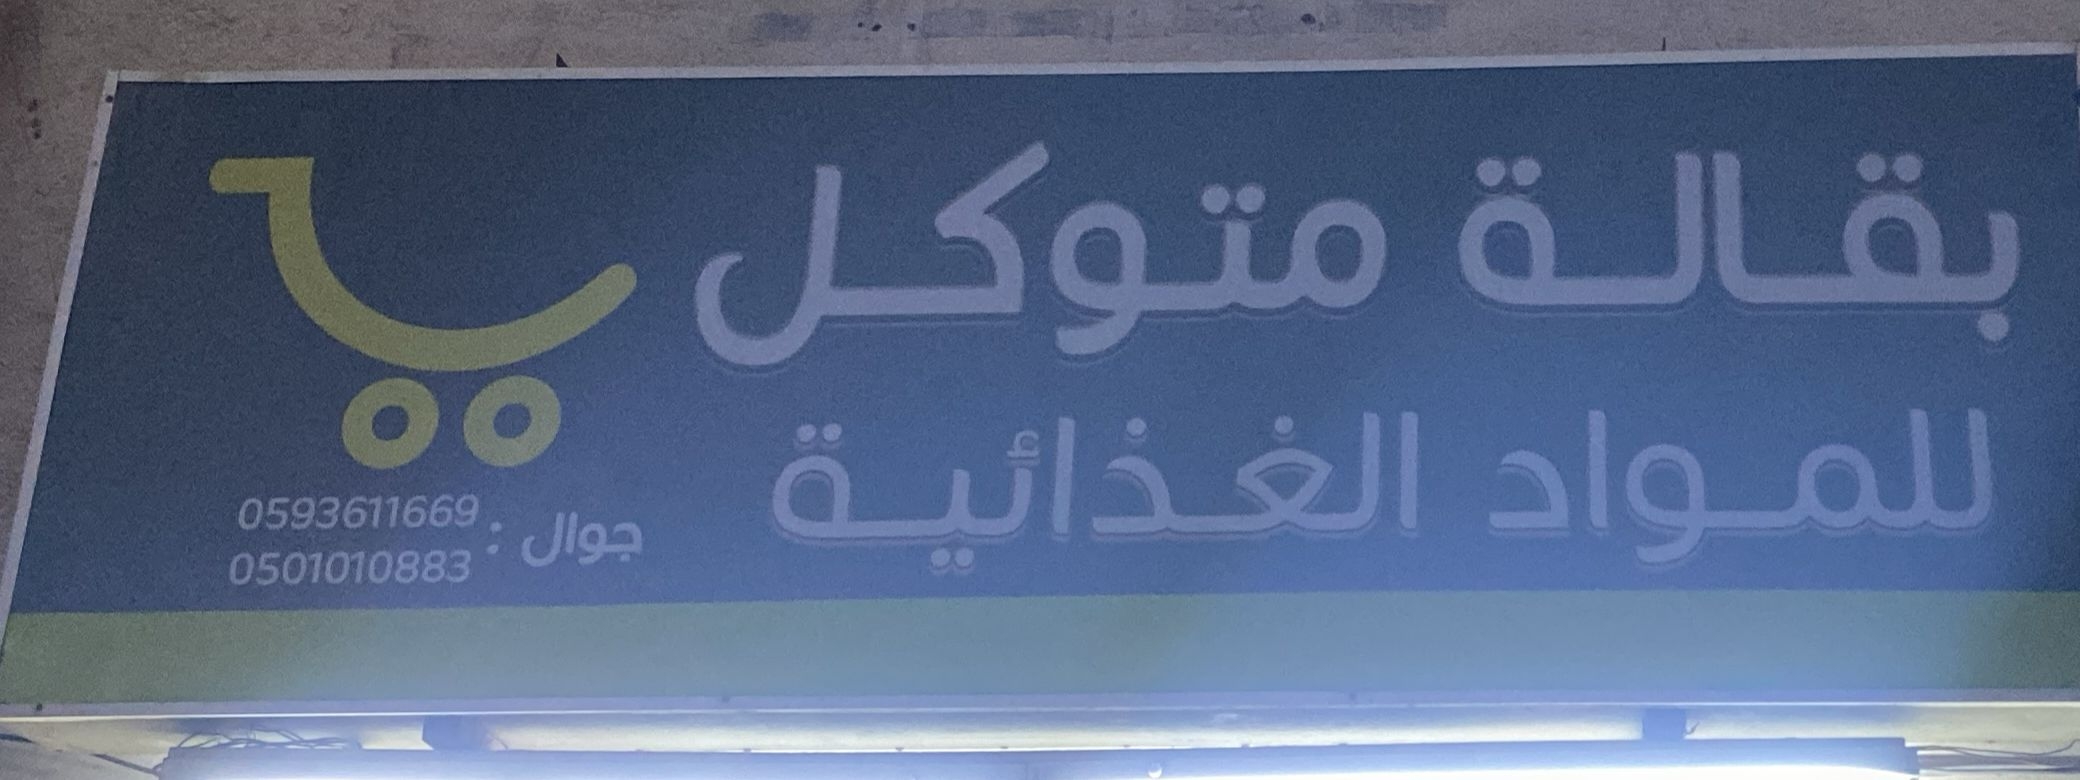 بقالة متوكل
للمواد الغذائية
جوال : 0593611669
0501010883